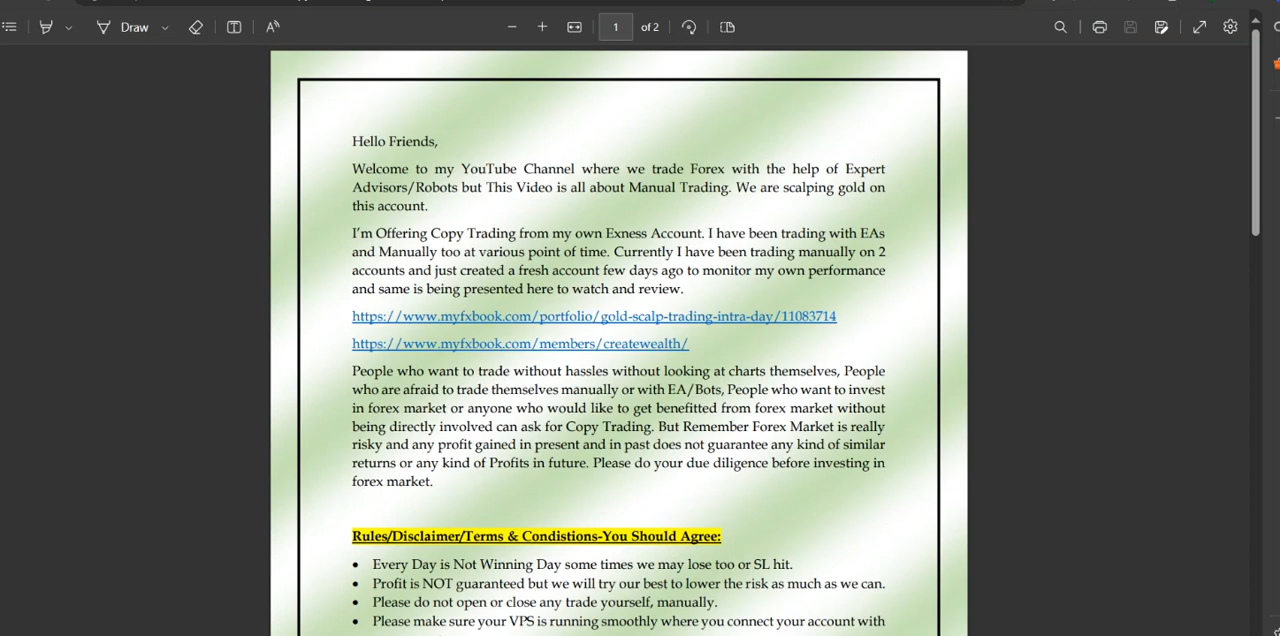 Draw
1 of 2
Hello Friends,
Welcome to my YouTube Channel where we trade Forex with the help of Expert
Advisors/Robots but This Video is all about Manual Trading. We are scalping gold on
this account.
I'm Offering Copy Trading from my own Exness Account. I have been trading with EAs
and Manually too at various point of time. Currently I have been trading manually on 2
accounts and just created a fresh account few days ago to monitor my own performance
and same is being presented here to watch and review.
https://www.myfxbook.com/portfolio/gold-scalp-trading-intra-day/11083714
https://www.myfxbook.com/members/createwealth/
People who want to trade without hassles without looking at charts themselves, People
who are afraid to trade themselves manually or with EA/Bots, People who want to invest
in forex market or anyone who would like to get benefitted from forex market without
being directly involved can ask for Copy Trading. But Remember Forex Market is really
risky and any profit gained in present and in past does not guarantee any kind of similar
returns or any kind of Profits in future. Please do your due diligence before investing in
forex market.
Rules/Disclaimer/Terms & Condistions-You Should Agree:
• Every Day is Not Winning Day some times we may lose too or SL hit.
• Profit is NOT guaranteed but we will try our best to lower the risk as much as we can.
• Please do not open or close any trade yourself, manually.
• Please make sure your VPS is running smoothly where you connect your account with